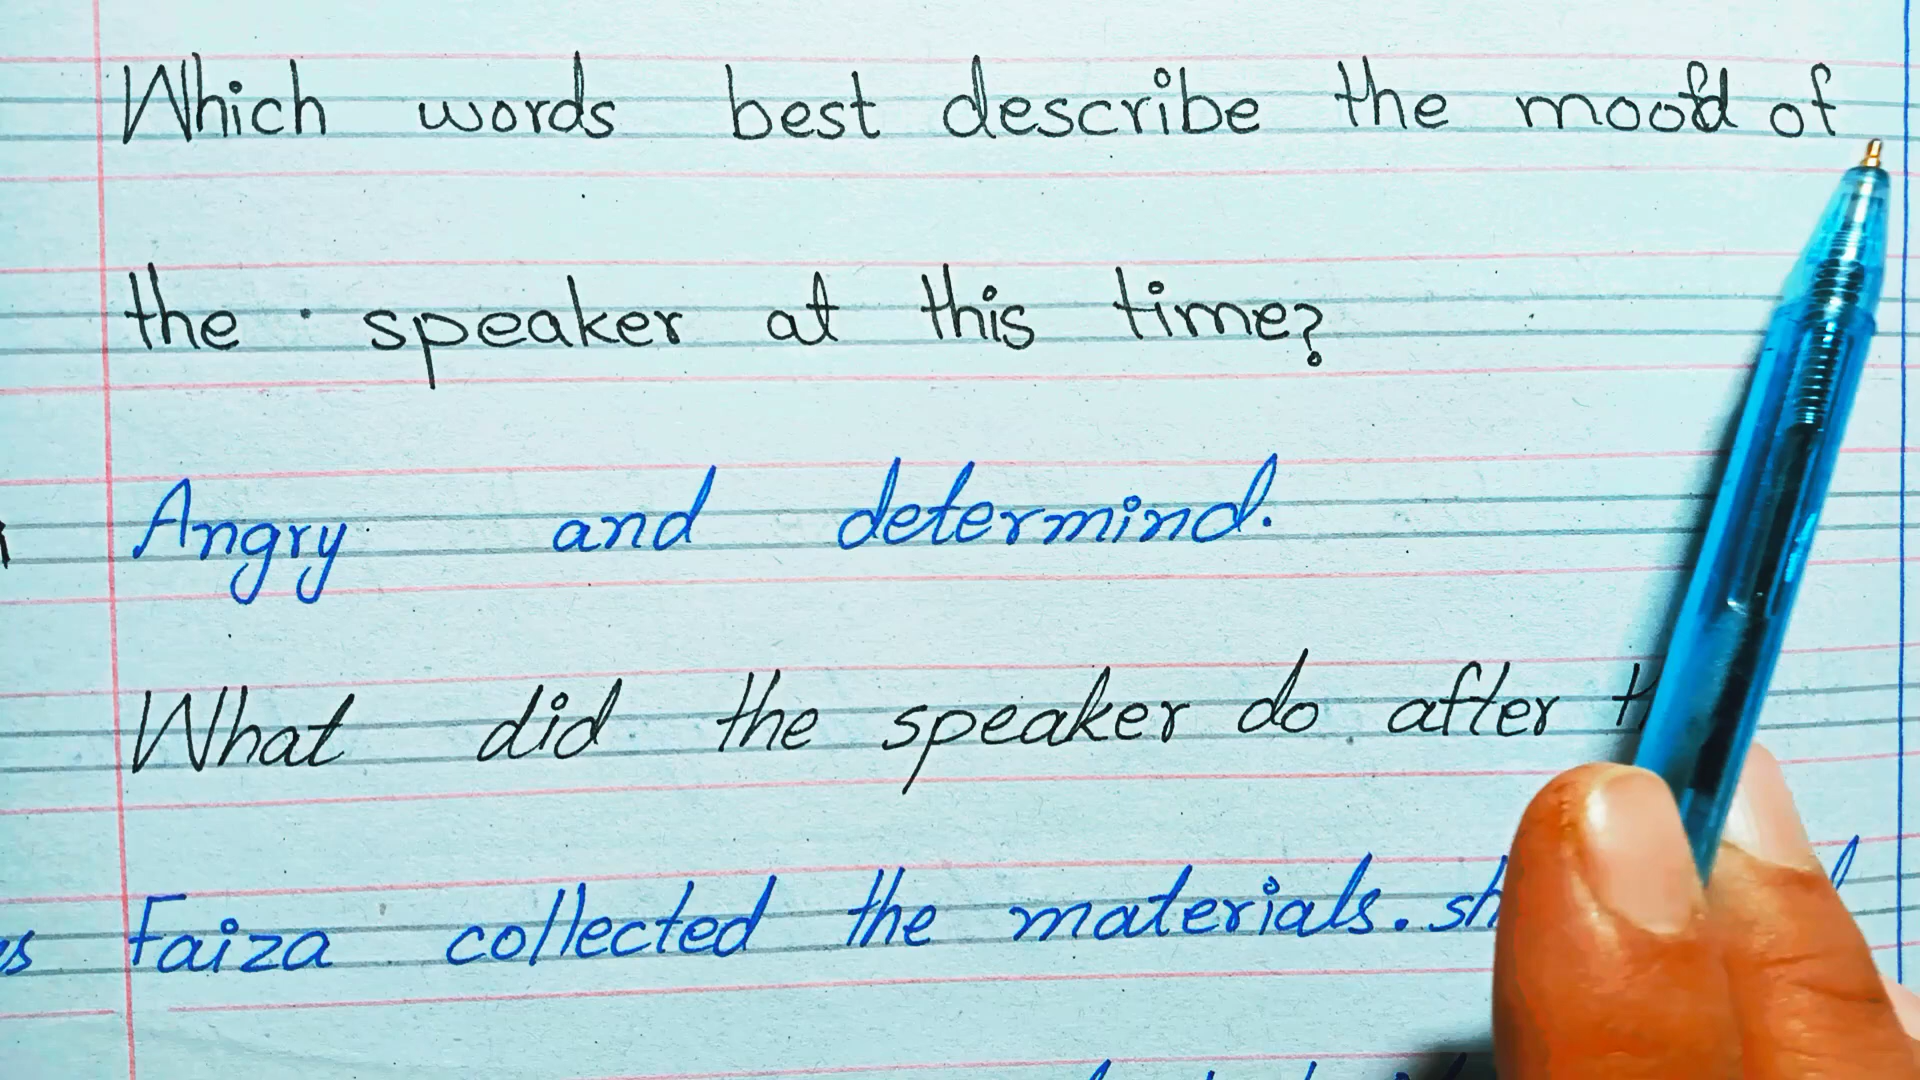 Which words best describe the mood of
the speaker at this time?
Angry and determind.
What did the speaker do after
Faiza collected the materials.